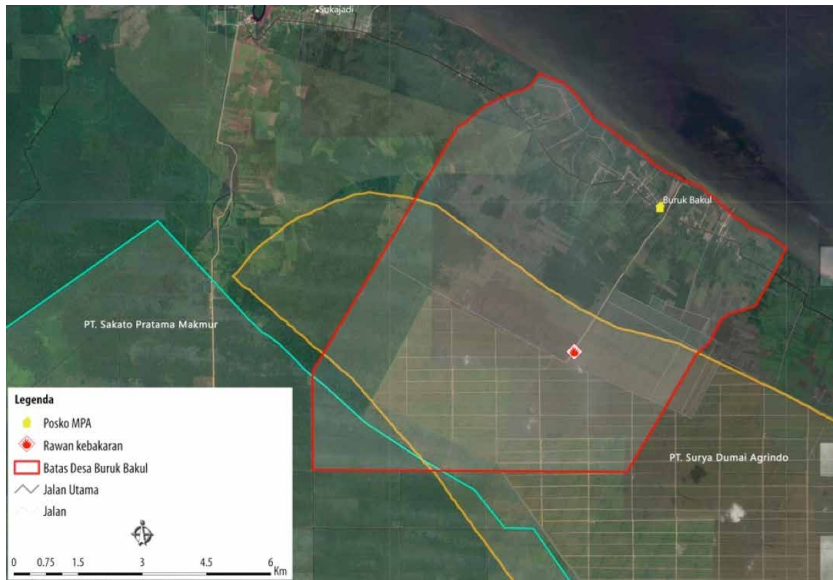 Sukajadi
Buruk Bakul
PT. Sakato Pratama Makmur
PT. Surya Dumai Agrindo
Legenda
Posko MPA
Rawan kebakaran
Batas Desa Buruk Bakul
Jalan Utama
Jalan
0 0.75 1.5 3 4.5 6
Km